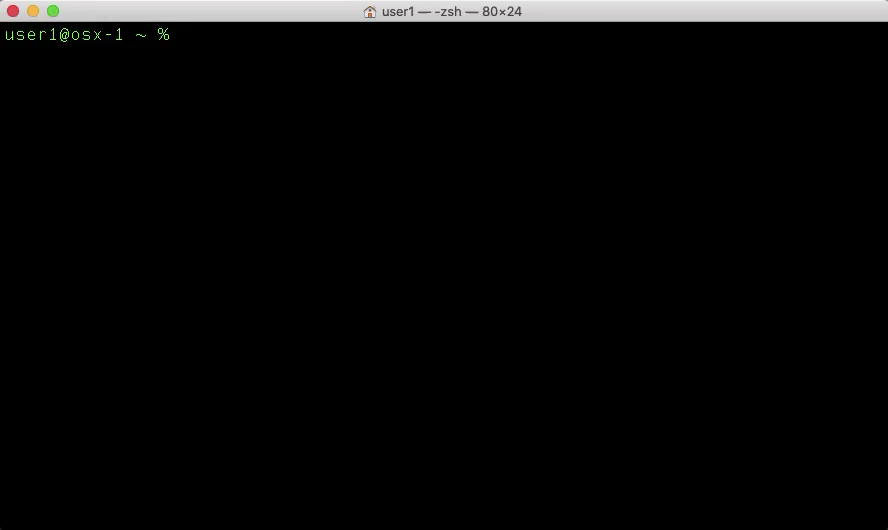 user1 — -zsh — 80×24
user1@osx-1 ~ %